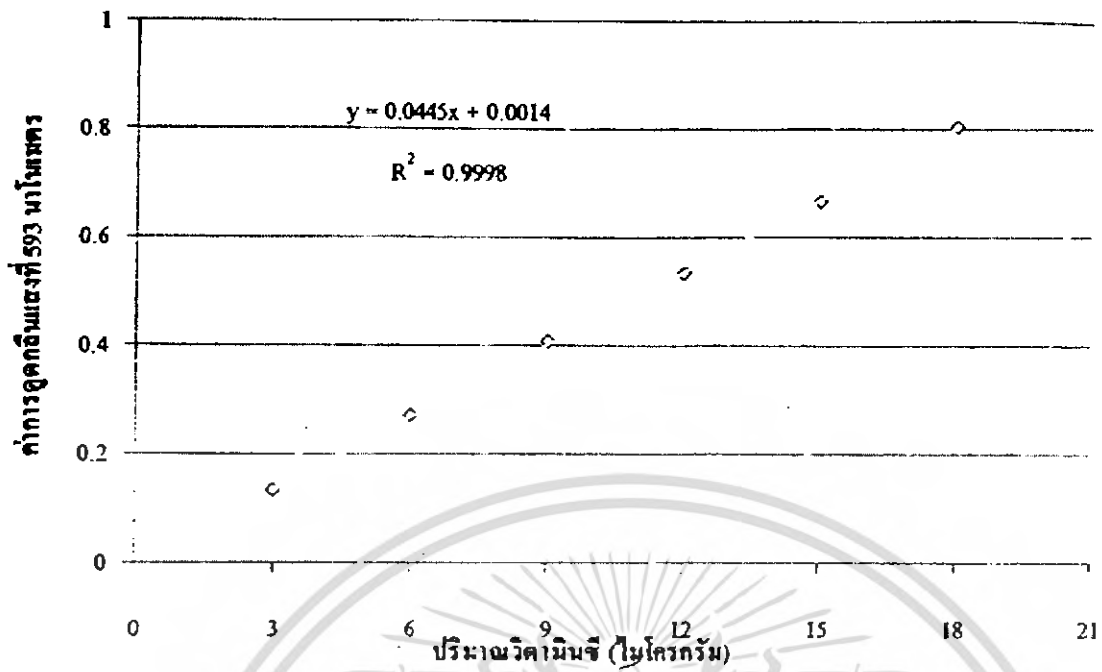 1
y = 0.0445x + 0.0014
0.8
R² = 0.9998
0.6
0.4
0.2
0
0 3 6 9 12 15 18 21
ค่าการดูดกลืนแสงที่ 593 นาโนเมตร
ปริมาณวิตามินซี (ไมโครกรัม)